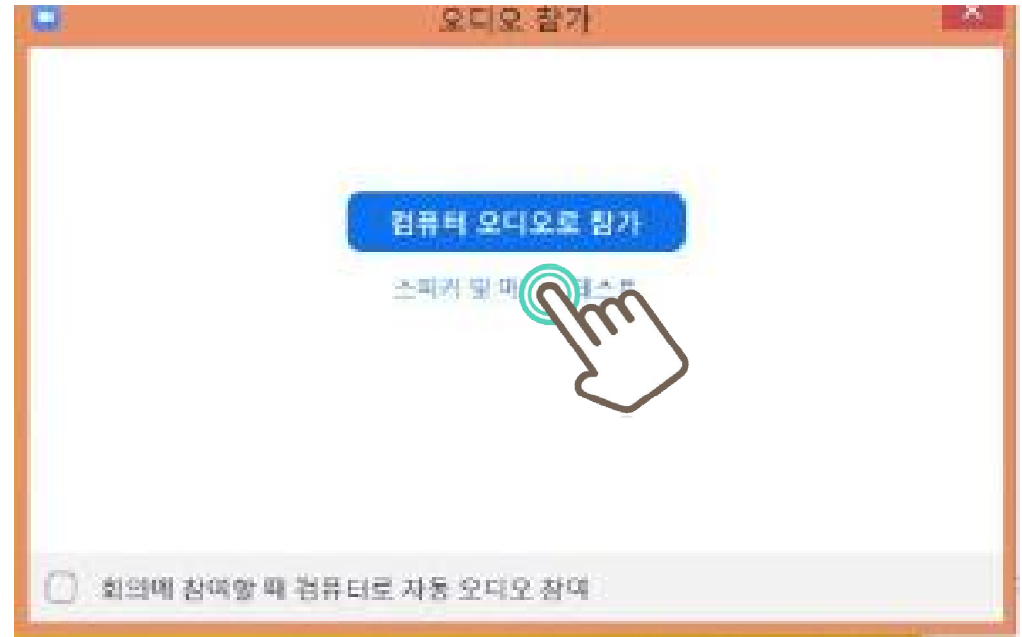 오디오 참가
컴퓨터 오디오로 참가
스피커 및 테스트
회의에 참여할 때 컴퓨터로 자동 오디오 참여